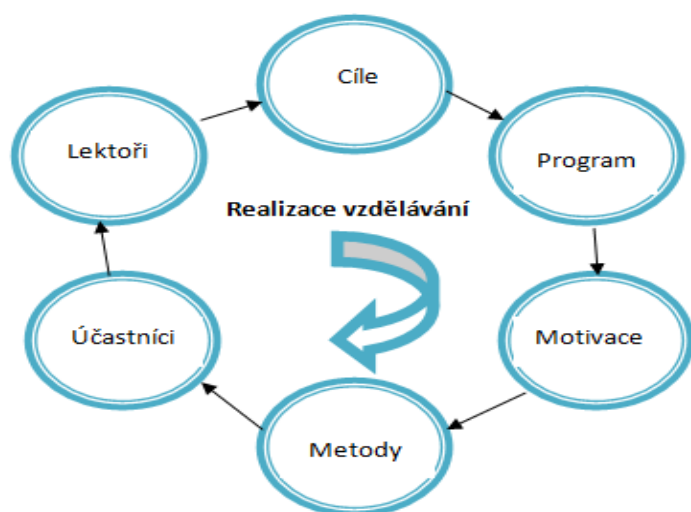 Cíle
Lektoři
Program
Realizace vzdělávání
Účastníci
Motivace
Metody